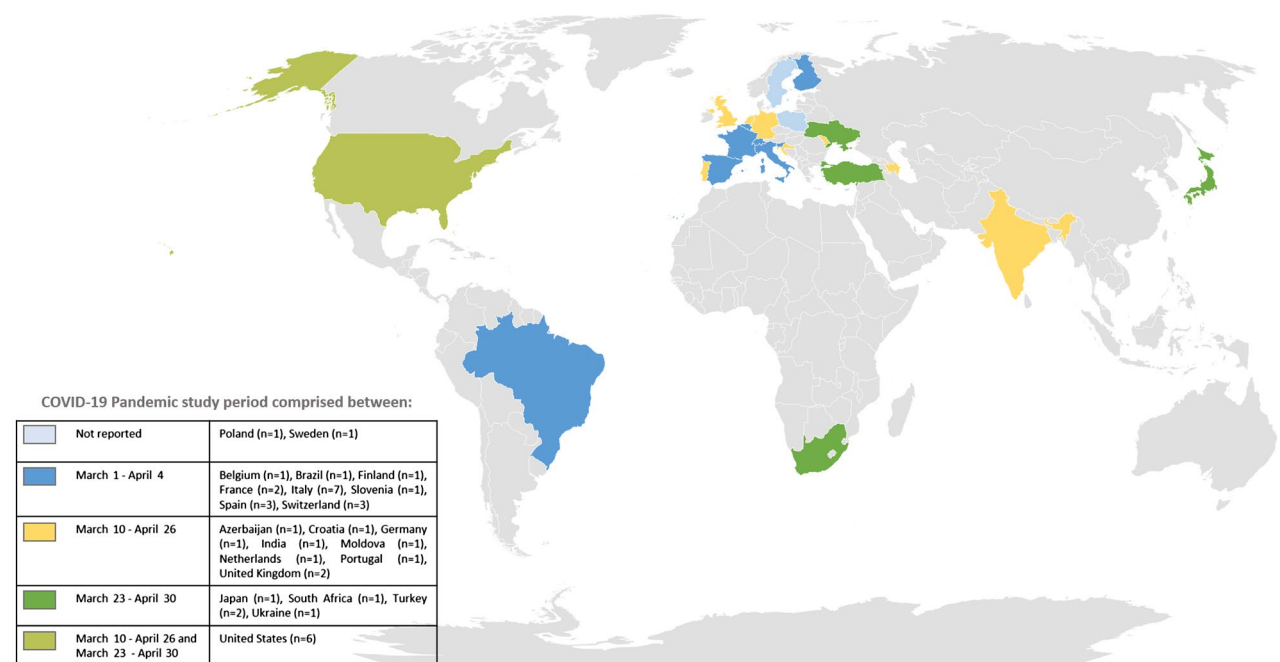 COVID-19 Pandemic study period comprised between:
Not reported
Poland (n=1), Sweden (n=1)
March 1 - April 4
Belgium (n=1), Brazil (n=1), Finland (n=1),
France (n=2), Italy (n=7), Slovenia (n=1),
Spain (n=3), Switzerland (n=3)
March 10 - April 26
Azerbaijan (n=1), Croatia (n=1), Germany
(n=1), India (n=1), Moldova (n=1),
Netherlands (n=1), Portugal (n=1),
United Kingdom (n=2)
March 23 - April 30
Japan (n=1), South Africa (n=1), Turkey
(n=2), Ukraine (n=1)
March 10 - April 26 and
March 23 - April 30
United States (n=6)